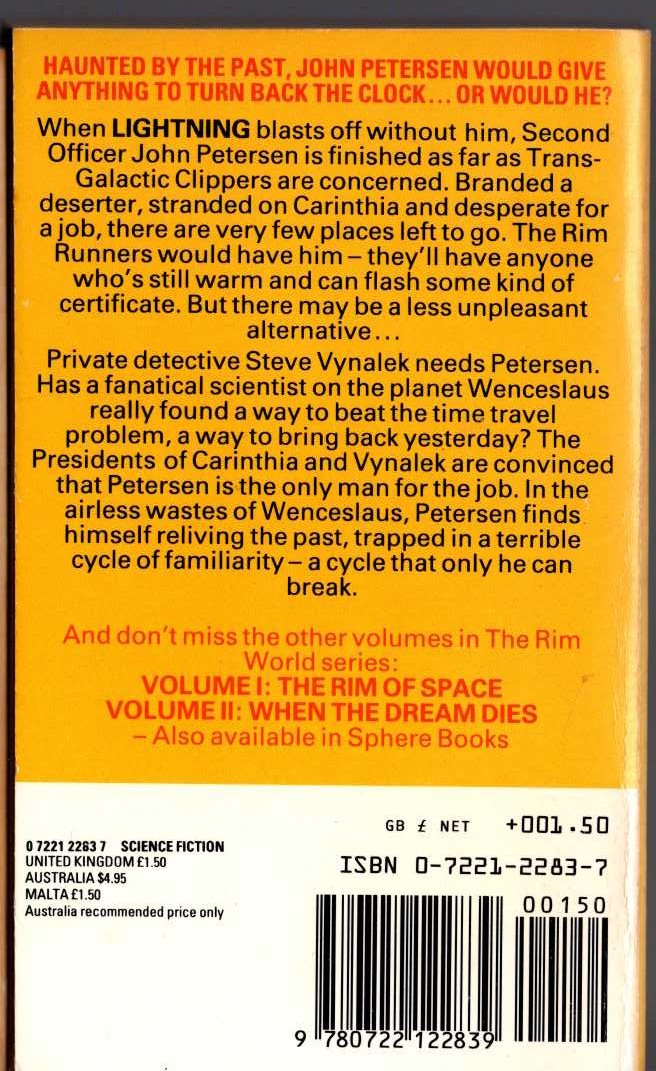 HAUNTED BY THE PAST, JOHN PETERSEN WOULD GIVE
ANYTHING TO TURN BACK THE CLOCK... OR WOULD HE?
When LIGHTNING blasts off without him, Second
Officer John Petersen is finished as far as Trans-
Galactic Clippers are concerned. Branded a
deserter, stranded on Carinthia and desperate for
a job, there are very few places left to go. The Rim
Runners would have him – they'll have anyone
who's still warm and can flash some kind of
certificate. But there may be a less unpleasant
alternative...
Private detective Steve Vynalek needs Petersen.
Has a fanatical scientist on the planet Wenceslaus
really found a way to beat the time travel
problem, a way to bring back yesterday? The
Presidents of Carinthia and Vynalek are convinced
that Petersen is the only man for the job. In the
airless wastes of Wenceslaus, Petersen finds
himself reliving the past, trapped in a terrible
cycle of familiarity – a cycle that only he can
break.
And don't miss the other volumes in The Rim
World series:
VOLUME I: THE RIM OF SPACE
VOLUME II: WHEN THE DREAM DIES
– Also available in Sphere Books
GB £ NET +001.50
0 7221 2283 7 SCIENCE FICTION
UNITED KINGDOM £1.50
AUSTRALIA $4.95
MALTA £1.50
Australia recommended price only
ISBN 0-7221-2283-7
00150
9 780722 122839